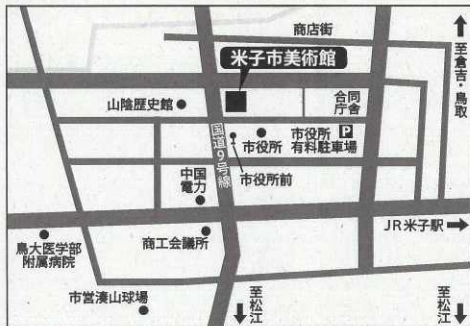 商店街
至倉吉・鳥取
米子市美術館
山陰歴史館
合同
庁舎
国道9号線
市役所
市役所 P
有料駐車場
市役所前
中国
電力
JR米子駅
鳥大医学部
附属病院
商工会議所
市営湊山球場
至松江
至松江